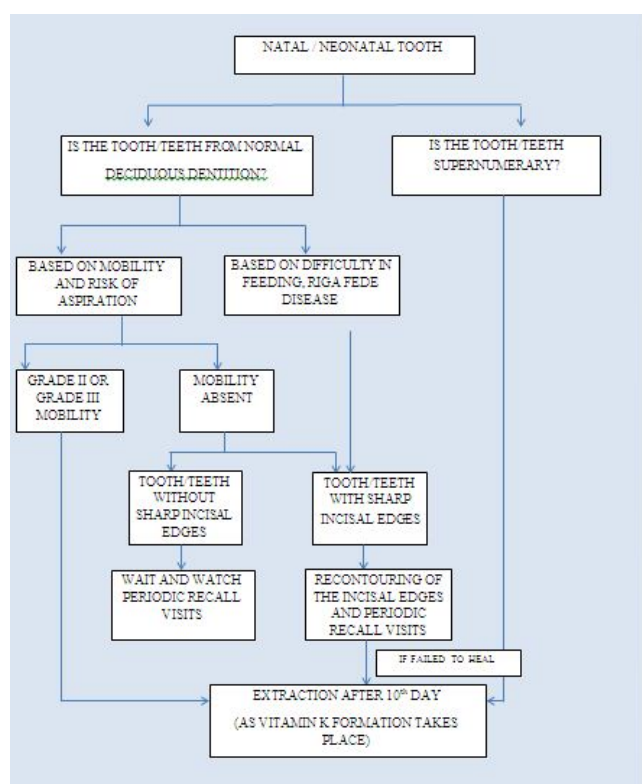 NATAL / NEONATAL TOOTH
IS THE TOOTH/TEETH FROM NORMAL
DECIDUOUS DENTITION?
IS THE TOOTH/TEETH
SUPERNUMERARY?
BASED ON MOBILITY
AND RISK OF
ASPIRATION
BASED ON DIFFICULTY IN
FEEDING, RIGA FEDE
DISEASE
GRADE II OR
GRADE III
MOBILITY
MOBILITY
ABSENT
TOOTH/TEETH
WITHOUT
SHARP INCISAL
EDGES
TOOTH/TEETH
WITH SHARP
INCISAL EDGES
WAIT AND WATCH
PERIODIC RECALL
VISITS
RECONTOURING OF
THE INCISAL EDGES
AND PERIODIC
RECALL VISITS
IF FAILED TO HEAL
EXTRACTION AFTER 10th DAY
(AS VITAMIN K FORMATION TAKES
PLACE)